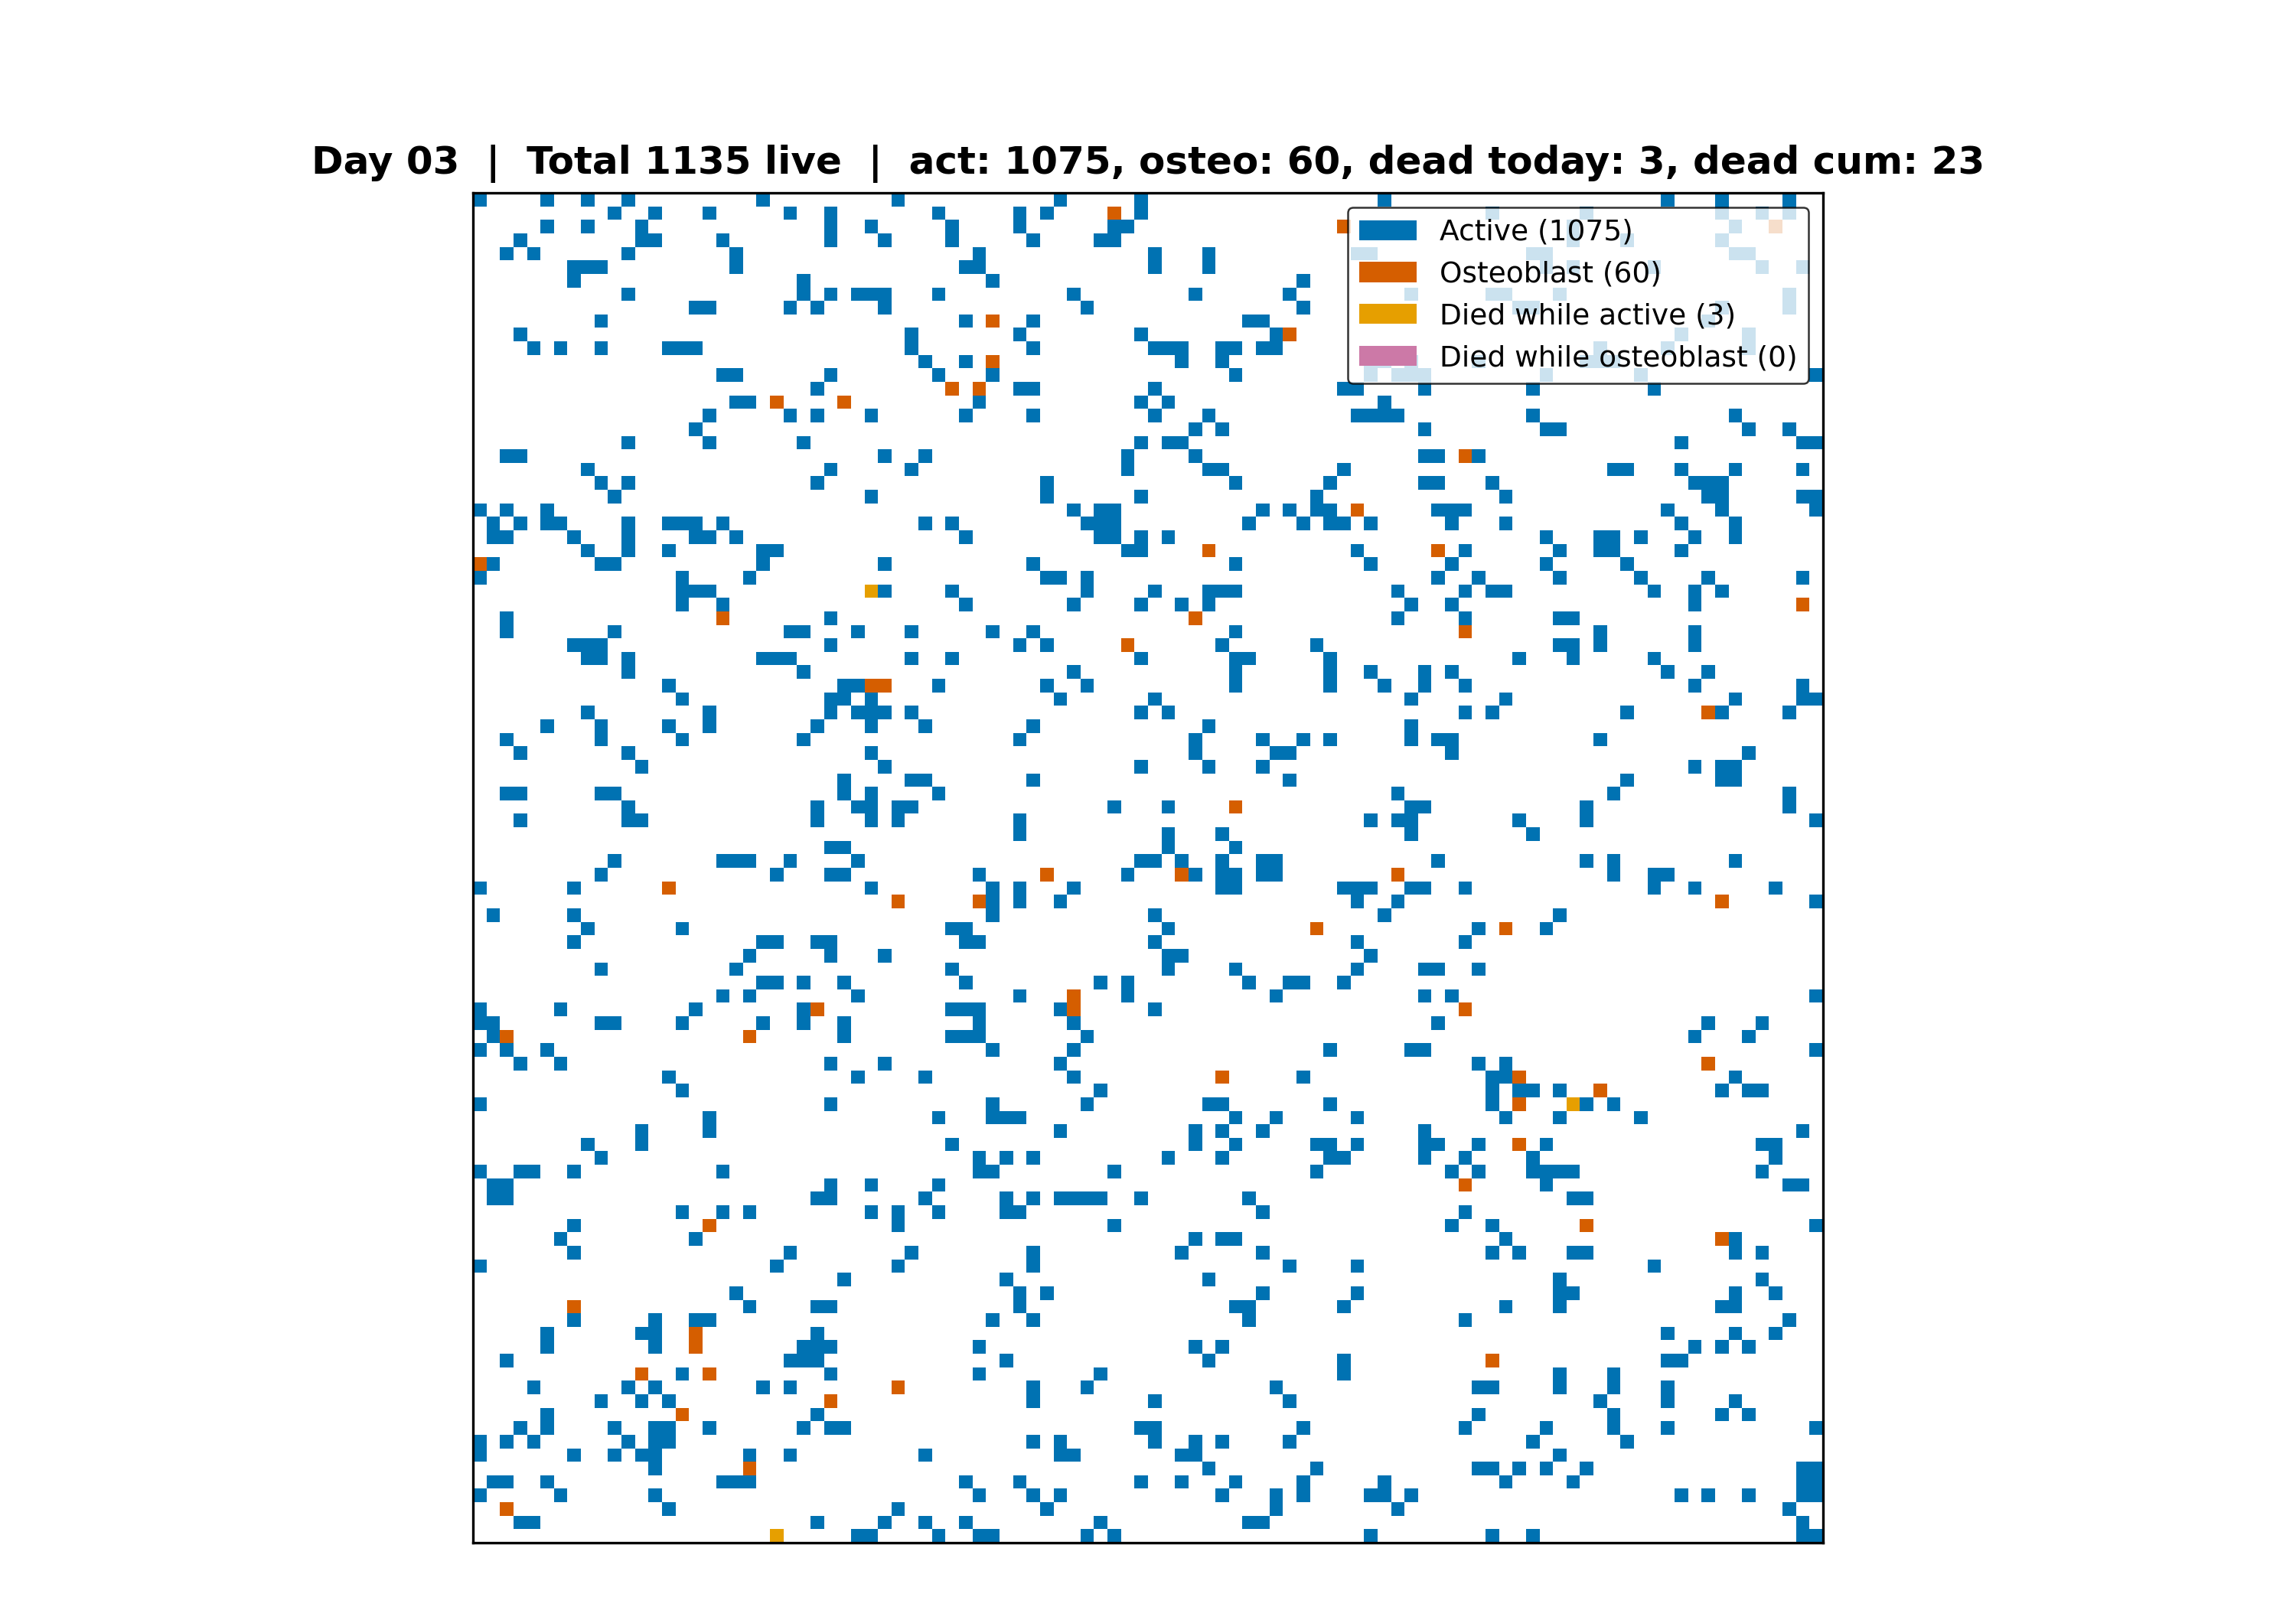 Day 03 | Total 1135 live | act: 1075, osteo: 60, dead today: 3, dead cum: 23
Active (1075)
Osteoblast (60)
Died while active (3)
Died while osteoblast (0)